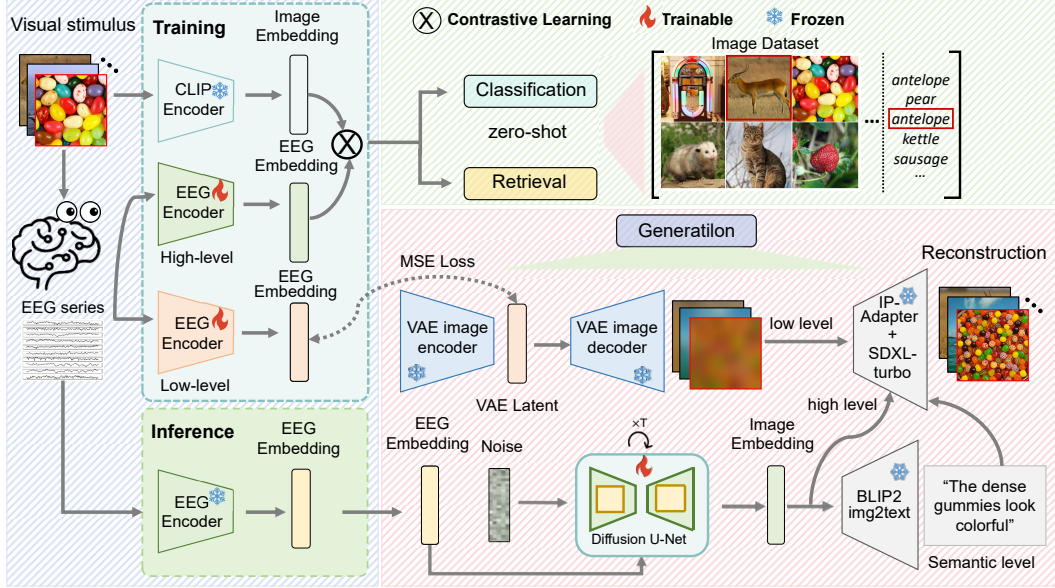 Visual stimulus
Training
Image
Embedding
CLIP
Encoder
EEG
Embedding
EEG
Encoder
High-level
EEG
Embedding
EEG series
EEG
Encoder
Low-level
Inference
EEG
Embedding
EEG
Encoder
X
Contrastive Learning
Trainable
Frozen
Classification
zero-shot
Retrieval
Image Dataset
...
antelope
pear
antelope
kettle
sausage
...
Generatilon
Reconstruction
MSE Loss
VAE image
encoder
VAE Latent
VAE image
decoder
low level
IP-
Adapter
+
SDXL-
turbo
high level
EEG
Embedding
Noise
×T
Diffusion U-Net
Image
Embedding
BLIP2
img2text
“The dense
gummies look
colorful”
Semantic level